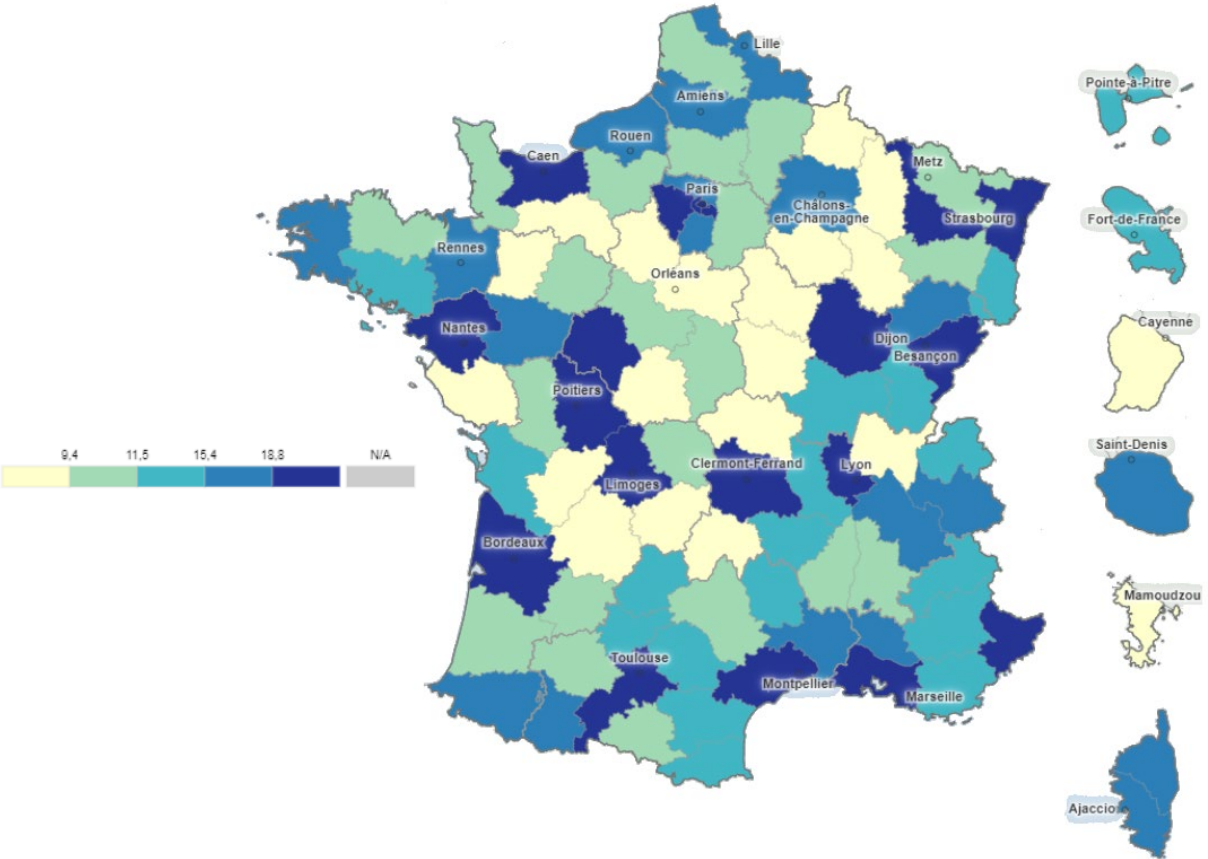 Lille
Pointe-à-Pitre
Amiens
Rouen
Caen
Metz
Paris
Châlons-
en-Champagne
Strasbourg
Fort-de-France
Rennes
Orléans
Cayenne
Nantes
Dijon
Besançon
Poitiers
9,4 11,5 15,4 18,8 N/A
Saint-Denis
Clermont-Ferrand
Lyon
Limoges
Bordeaux
Mamoudzou
Toulouse
Montpellier
Marseille
Ajaccio